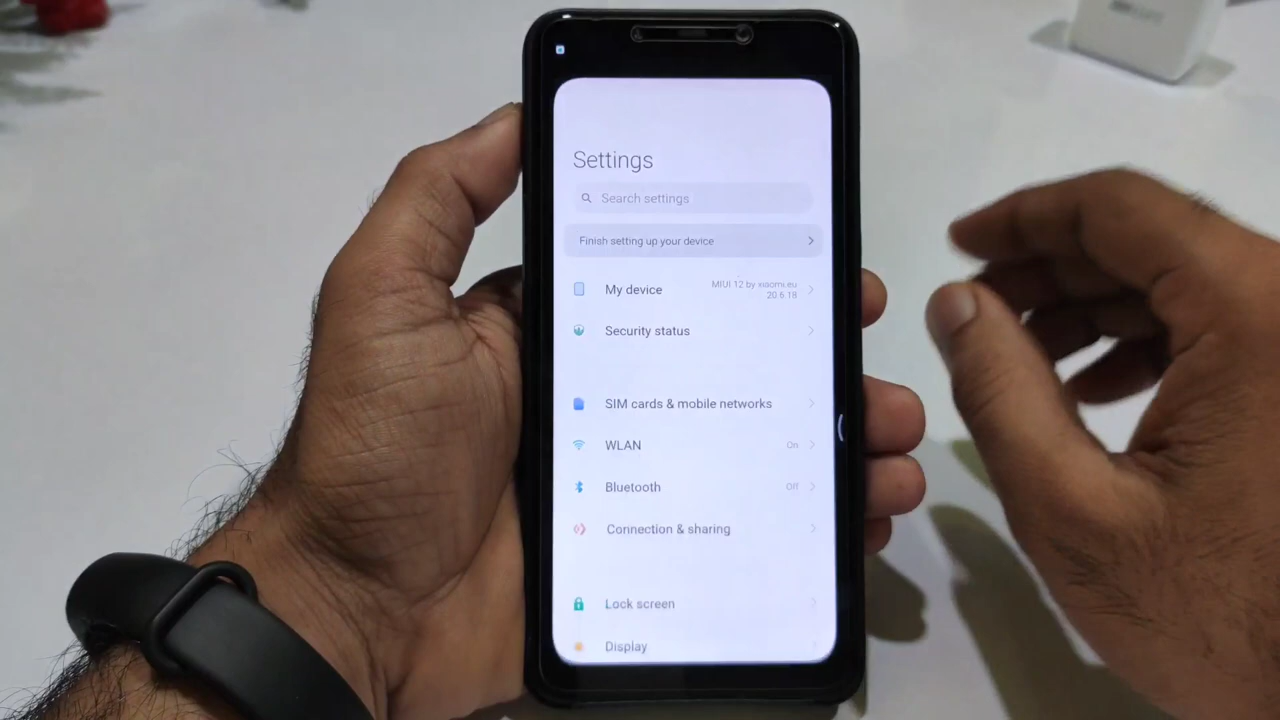 Settings
Search settings
Finish setting up your device
My device
MIUI 12 by xiaomi.eu
20.6.18
Security status
SIM cards & mobile networks
WLAN On
Bluetooth Off
Connection & sharing
Lock screen
Display